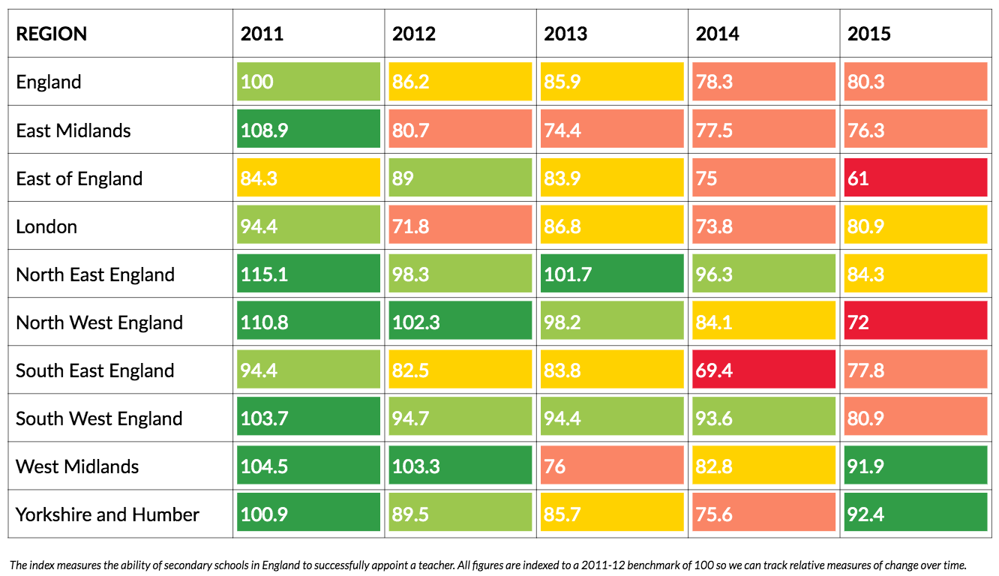 REGION 2011 2012 2013 2014 2015
England 100 86.2 85.9 78.3 80.3
East Midlands 108.9 80.7 74.4 77.5 76.3
East of England 84.3 89 83.9 75 61
London 94.4 71.8 86.8 73.8 80.9
North East England 115.1 98.3 101.7 96.3 84.3
North West England 110.8 102.3 98.2 84.1 72
South East England 94.4 82.5 83.8 69.4 77.8
South West England 103.7 94.7 94.4 93.6 80.9
West Midlands 104.5 103.3 76 82.8 91.9
Yorkshire and Humber 100.9 89.5 85.7 75.6 92.4
The index measures the ability of secondary schools in England to successfully appoint a teacher. All figures are indexed to a 2011-12 benchmark of 100 so we can track relative measures of change over time.